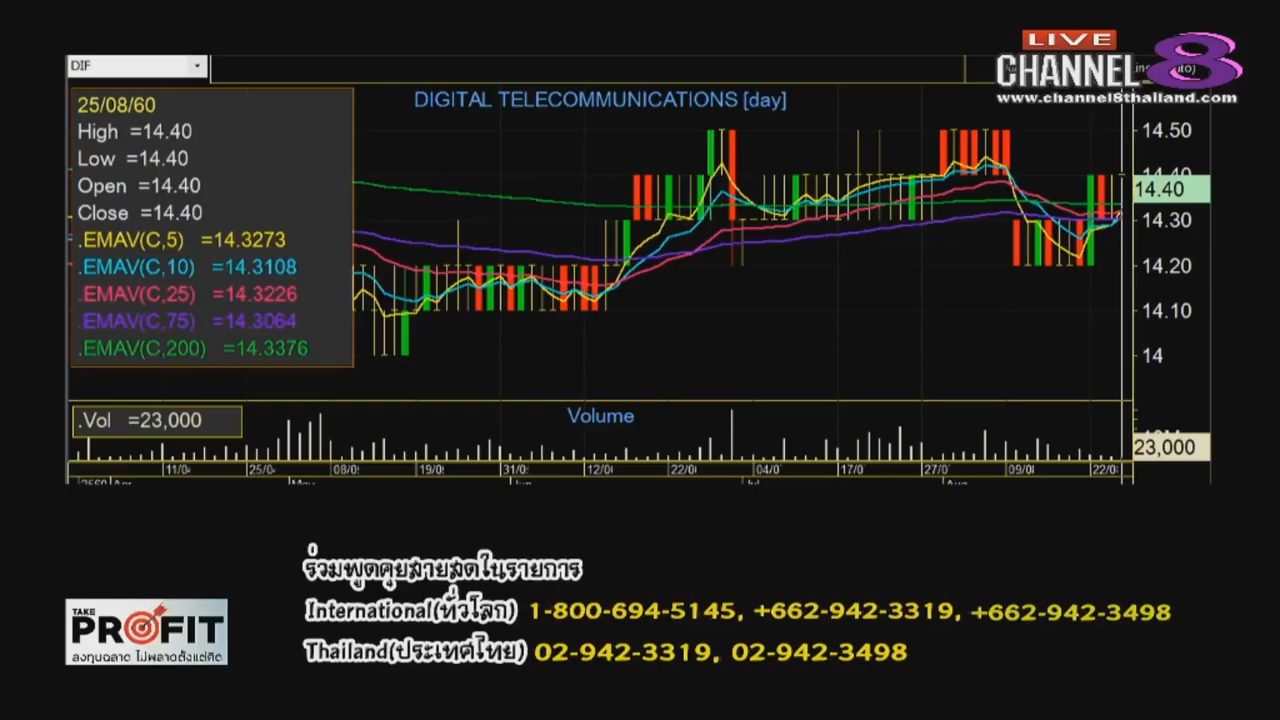 LIVE
CHANNEL 8
www.channel8thailand.com
DIF
DIGITAL TELECOMMUNICATIONS [day]
25/08/60
High =14.40
Low =14.40
Open =14.40
Close =14.40
.EMAV(C,5) =14.3273
.EMAV(C,10) =14.3108
.EMAV(C,25) =14.3226
.EMAV(C,75) =14.3064
.EMAV(C,200) =14.3376
14.50
14.40
14.40
14.30
14.20
14.10
14
.Vol =23,000
Volume
23,000
11/0 25/0 08/0 19/0 31/0 12/0 22/0 04/0 17/0 27/0 09/0 22/0
2560 Apr May Jun Jul Aug
ร่วมพูดคุยสายสดในรายการ
International(ทั่วโลก) 1-800-694-5145, +662-942-3319, +662-942-3498
Thailand(ประเทศไทย) 02-942-3319, 02-942-3498
TAKE
PROFIT
ลงทุนฉลาด ไม่พลาดตั้งแต่คิด